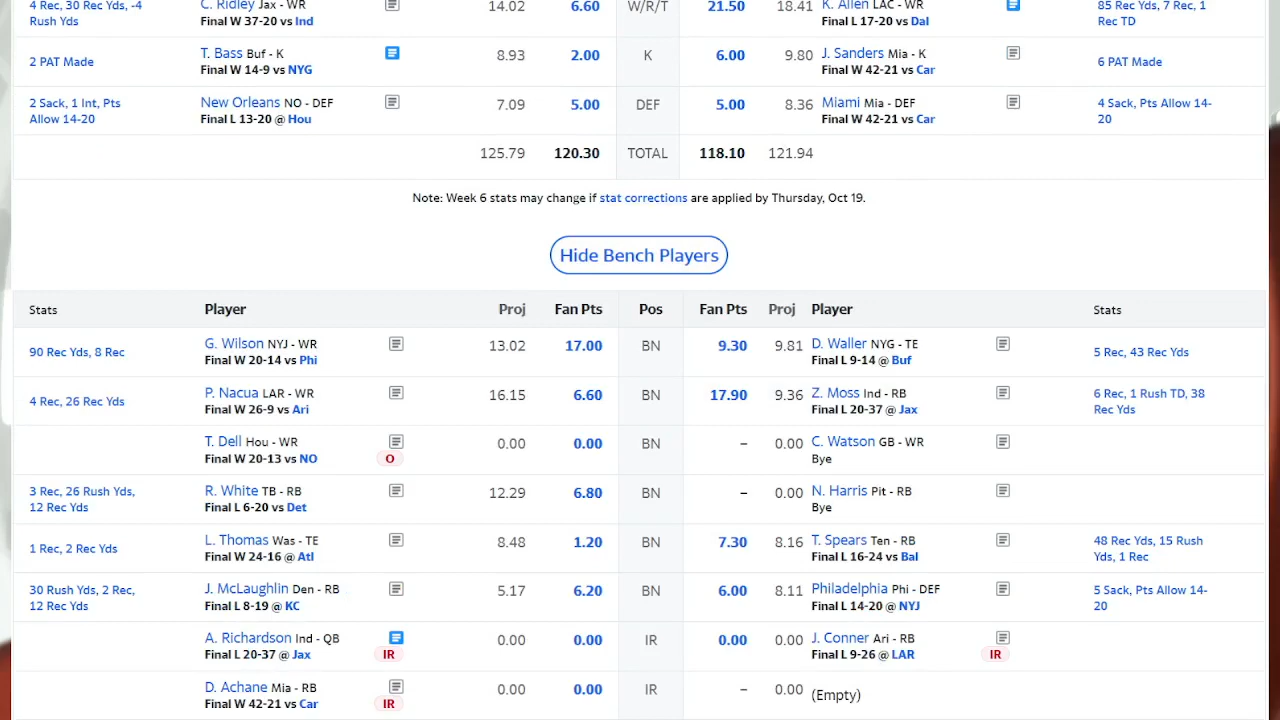 4 Rec, 30 Rec Yds, -4 C. Ridley Jax - WR 14.02 6.60 W/R/T 21.50 18.41 K. Allen LAC - WR 85 Rec Yds, 7 Rec, 1
Rush Yds Final W 37-20 vs Ind Final L 17-20 vs Dal Rec TD
2 PAT Made T. Bass Buf - K 8.93 2.00 K 6.00 9.80 J. Sanders Mia - K 6 PAT Made
Final W 14-9 vs NYG Final W 42-21 vs Car
2 Sack, 1 Int, Pts New Orleans NO - DEF 7.09 5.00 DEF 5.00 8.36 Miami Mia - DEF 4 Sack, Pts Allow 14-
Allow 14-20 Final L 13-20 @ Hou Final W 42-21 vs Car 20
125.79 120.30 TOTAL 118.10 121.94
Note: Week 6 stats may change if stat corrections are applied by Thursday, Oct 19.
Hide Bench Players
Stats Player Proj Fan Pts Pos Fan Pts Proj Player Stats
90 Rec Yds, 8 Rec G. Wilson NYJ - WR 13.02 17.00 BN 9.30 9.81 D. Waller NYG - TE 5 Rec, 43 Rec Yds
Final W 20-14 vs Phi Final L 9-14 @ Buf
4 Rec, 26 Rec Yds P. Nacua LAR - WR 16.15 6.60 BN 17.90 9.36 Z. Moss Ind - RB 6 Rec, 1 Rush TD, 38
Final W 26-9 vs Ari Final L 20-37 @ Jax Rec Yds
T. Dell Hou - WR 0.00 0.00 BN – 0.00 C. Watson GB - WR
Final W 20-13 vs NO O Bye
3 Rec, 26 Rush Yds, R. White TB - RB 12.29 6.80 BN – 0.00 N. Harris Pit - RB
12 Rec Yds Final L 6-20 vs Det Bye
1 Rec, 2 Rec Yds L. Thomas Was - TE 8.48 1.20 BN 7.30 8.16 T. Spears Ten - RB 48 Rec Yds, 15 Rush
Final W 24-16 @ Atl Final L 16-24 vs Bal Yds, 1 Rec
30 Rush Yds, 2 Rec, J. McLaughlin Den - RB 5.17 6.20 BN 6.00 8.11 Philadelphia Phi - DEF 5 Sack, Pts Allow 14-
12 Rec Yds Final L 8-19 @ KC Final L 14-20 @ NYJ 20
A. Richardson Ind - QB 0.00 0.00 IR 0.00 0.00 J. Conner Ari - RB
Final L 20-37 @ Jax IR Final L 9-26 @ LAR IR
D. Achane Mia - RB 0.00 0.00 IR – 0.00 (Empty)
Final W 42-21 vs Car IR